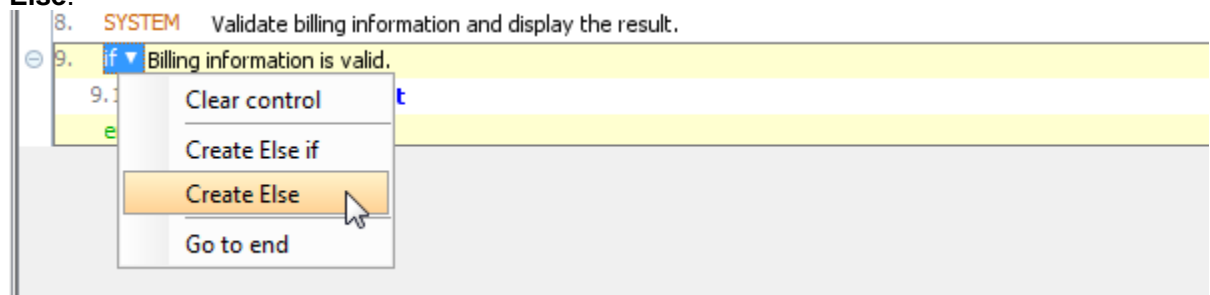 Else.
8. SYSTEM Validate billing information and display the result.
9. if Billing information is valid.
9.1
Clear control
Create Else if
Create Else
Go to end